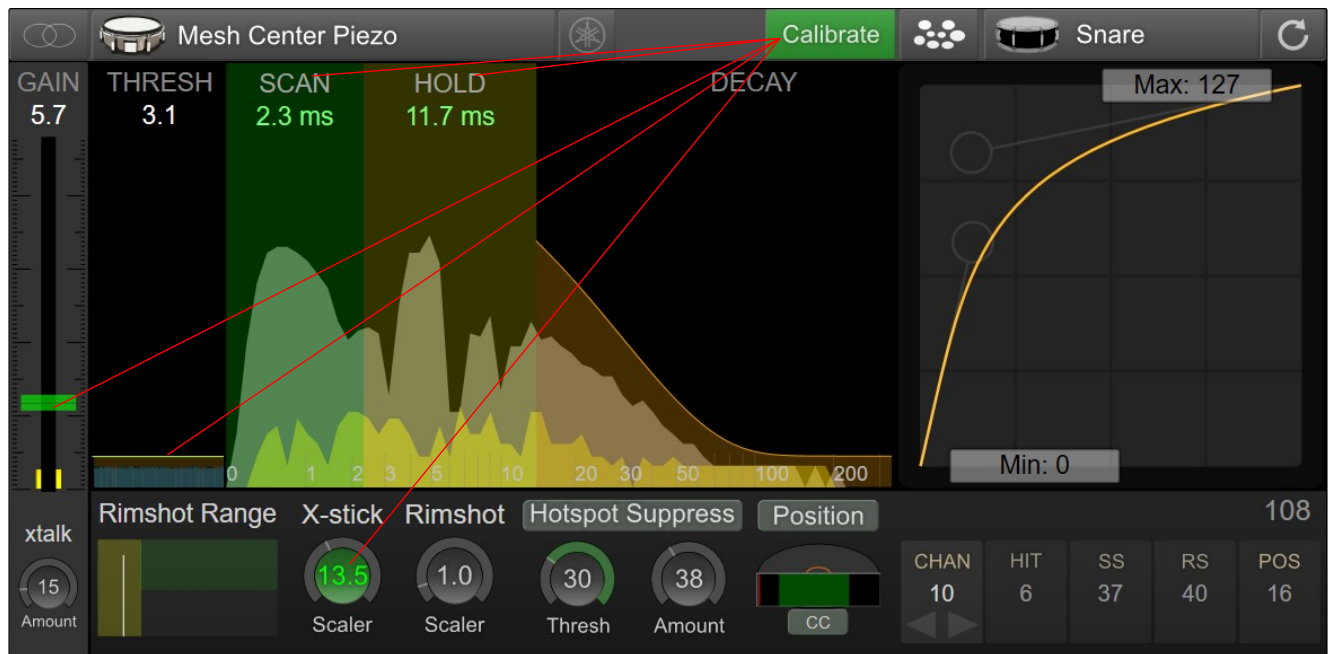 Mesh Center Piezo Calibrate Snare
GAIN THRESH SCAN HOLD DECAY Max: 127
5.7 3.1 2.3 ms 11.7 ms
0 1 2 3 5 10 20 30 50 100 200 Min: 0
Rimshot Range X-stick Rimshot Hotspot Suppress Position 108
xtalk
15 13.5 1.0 30 38 CHAN HIT SS RS POS
10 6 37 40 16
Amount Scaler Scaler Thresh Amount CC